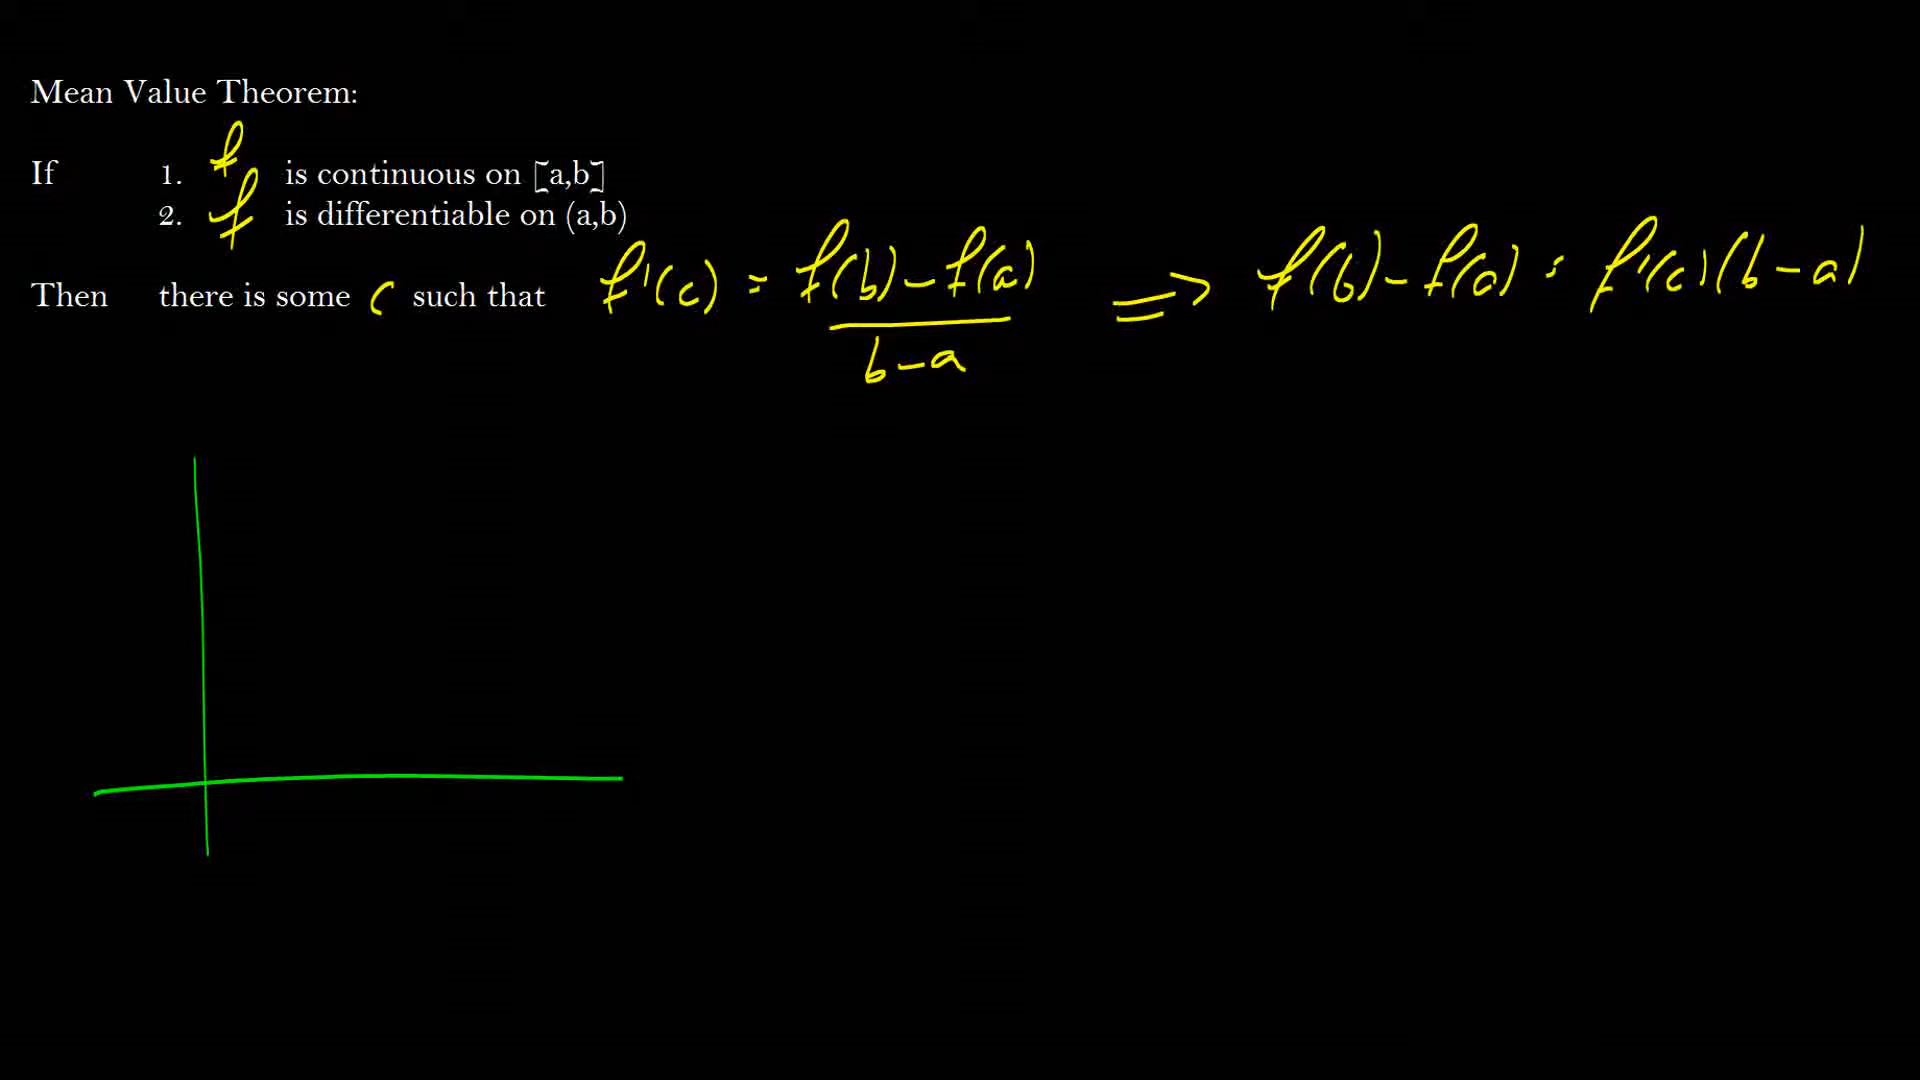 Mean Value Theorem:
If 1. f is continuous on [a,b]
2. f is differentiable on (a,b)
Then there is some c such that f'(c) = f(b)-f(a) / b-a ⟹ f(b)-f(a) = f'(c)(b-a)